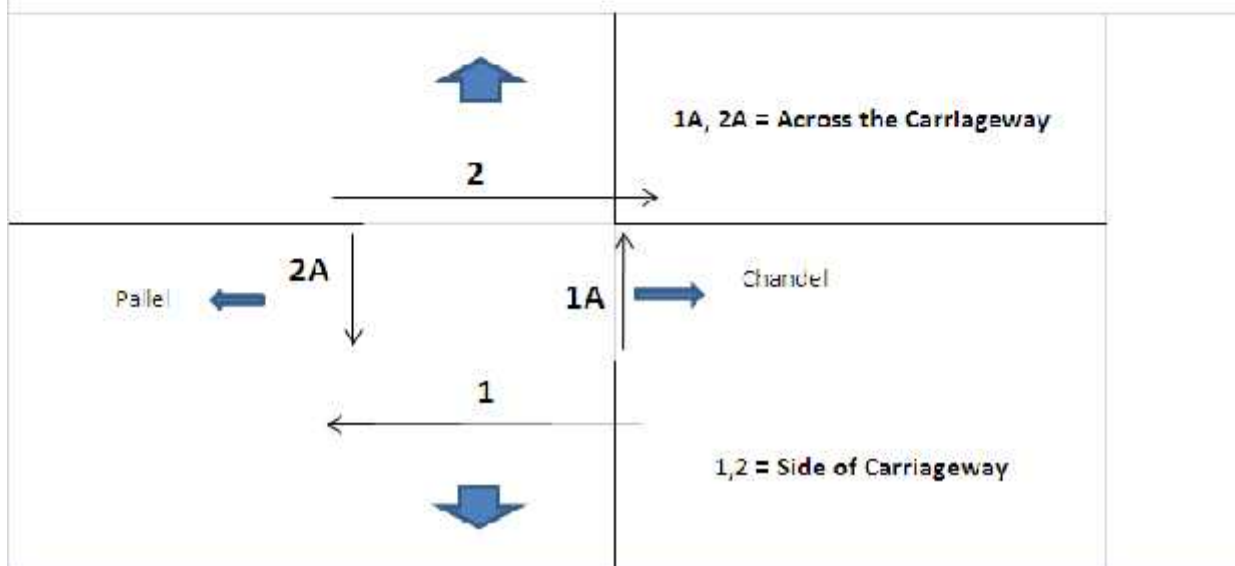 1A, 2A = Across the Carriageway
2
2A
Pallel
1A
Chandel
1
1,2 = Side of Carriageway